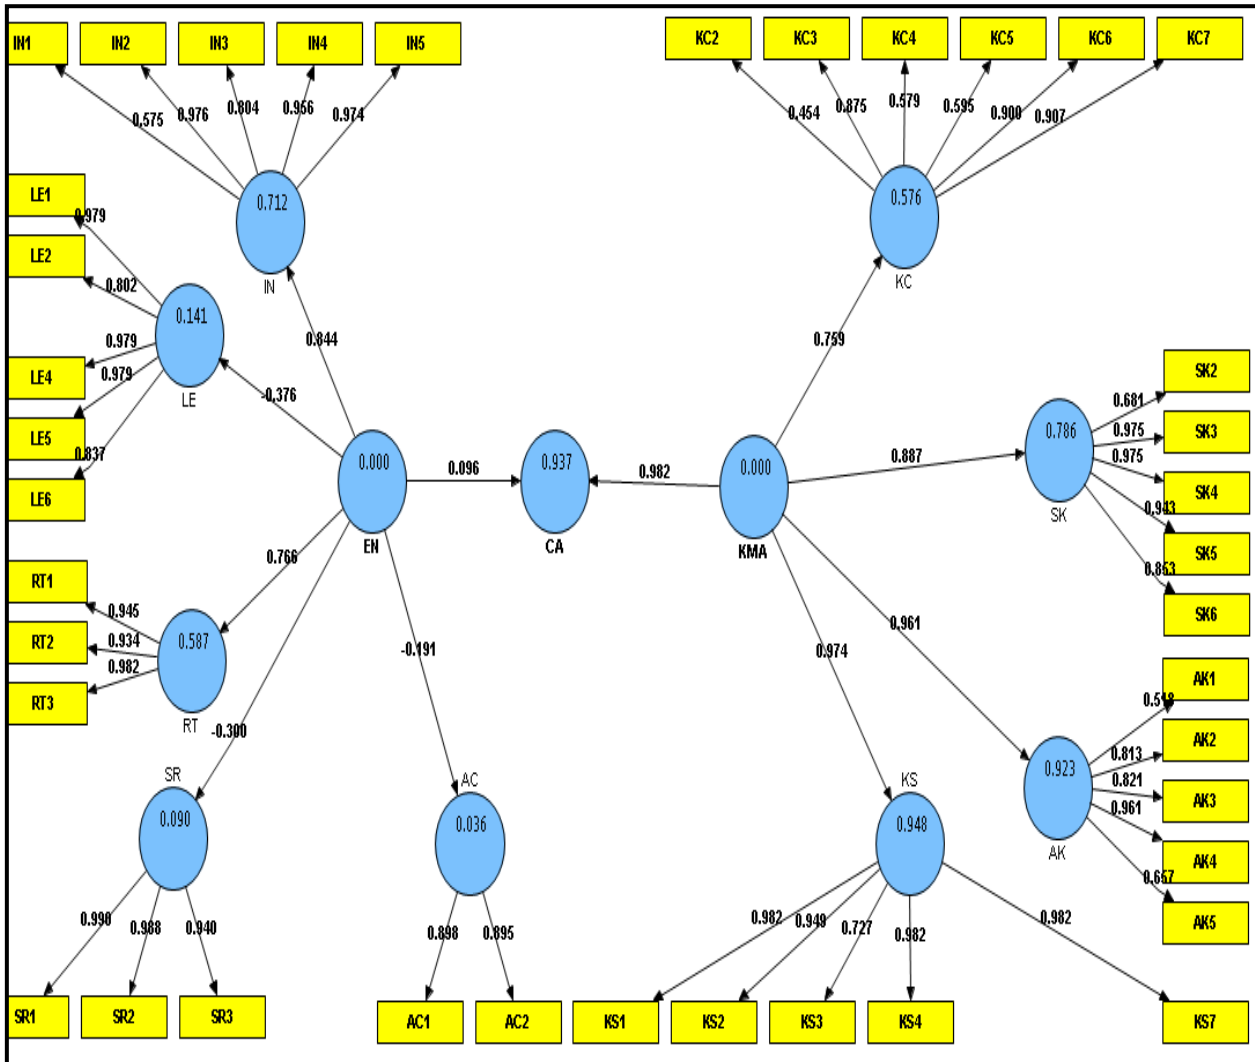 IN1 IN2 IN3 IN4 IN5 KC2 KC3 KC4 KC5 KC6 KC7
0.575 0.976 0.804 0.956 0.974 0.454 0.875 0.579 0.595 0.900 0.907
0.712
IN
0.576
KC
LE1
LE2
LE4
LE5
LE6
0.979
0.802
0.979
0.979
0.837
0.141
LE
0.844
-0.376
0.759
0.000
EN
0.096
0.937
CA
0.982
0.000
KMA
0.887
0.786
SK
0.681
0.975
0.975
0.943
0.853
SK2
SK3
SK4
SK5
SK6
RT1
RT2
RT3
0.945
0.934
0.982
0.587
RT
0.766
-0.300
-0.191
0.974
0.961
SR
0.090
AC
0.036
KS
0.948
0.923
AK
0.518
0.813
0.821
0.961
0.657
AK1
AK2
AK3
AK4
AK5
0.990 0.988 0.940 0.898 0.895 0.982 0.949 0.727 0.982 0.982
SR1 SR2 SR3 AC1 AC2 KS1 KS2 KS3 KS4 KS7